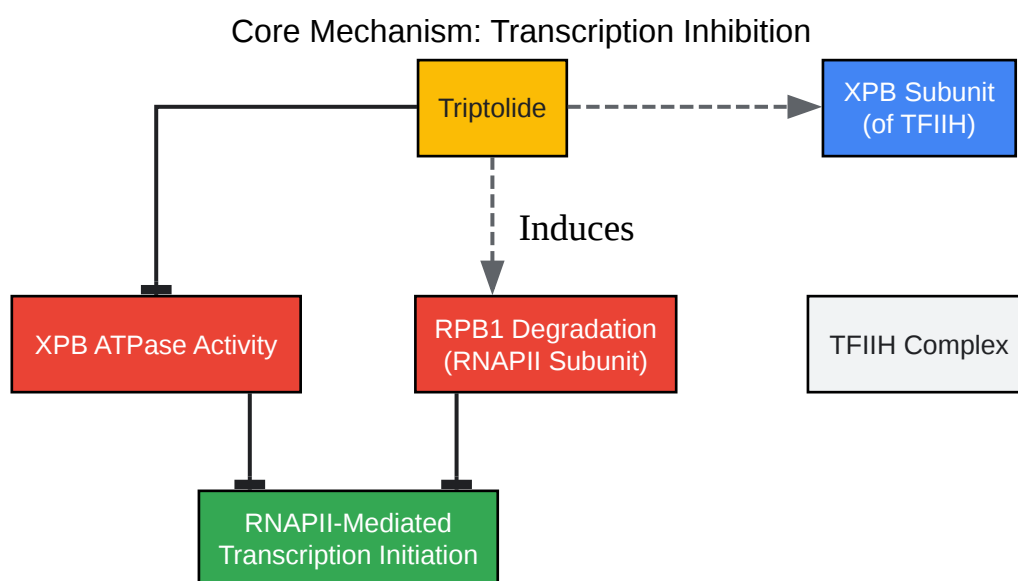 Core Mechanism: Transcription Inhibition
Triptolide
XPB Subunit
(of TFIIH)
Induces
XPB ATPase Activity
RPB1 Degradation
(RNAPII Subunit)
TFIIH Complex
RNAPII-Mediated
Transcription Initiation